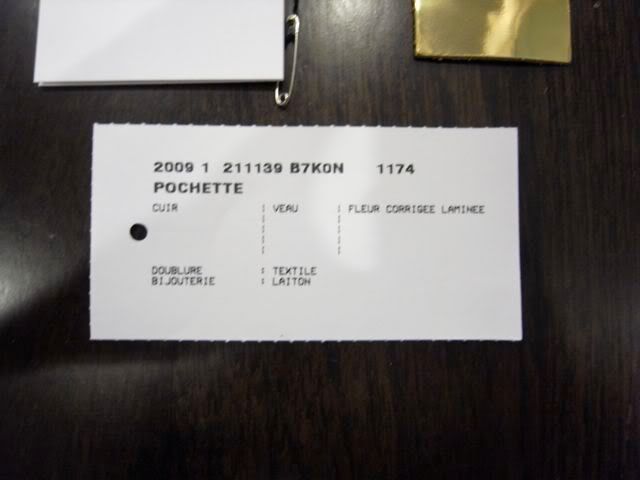 2009 1 211139 B7K0N 1174
POCHETTE
CUIR : VEAU : FLEUR CORRIGEE LAMINEE
DOUBLURE : TEXTILE
BIJOUTERIE : LAITON